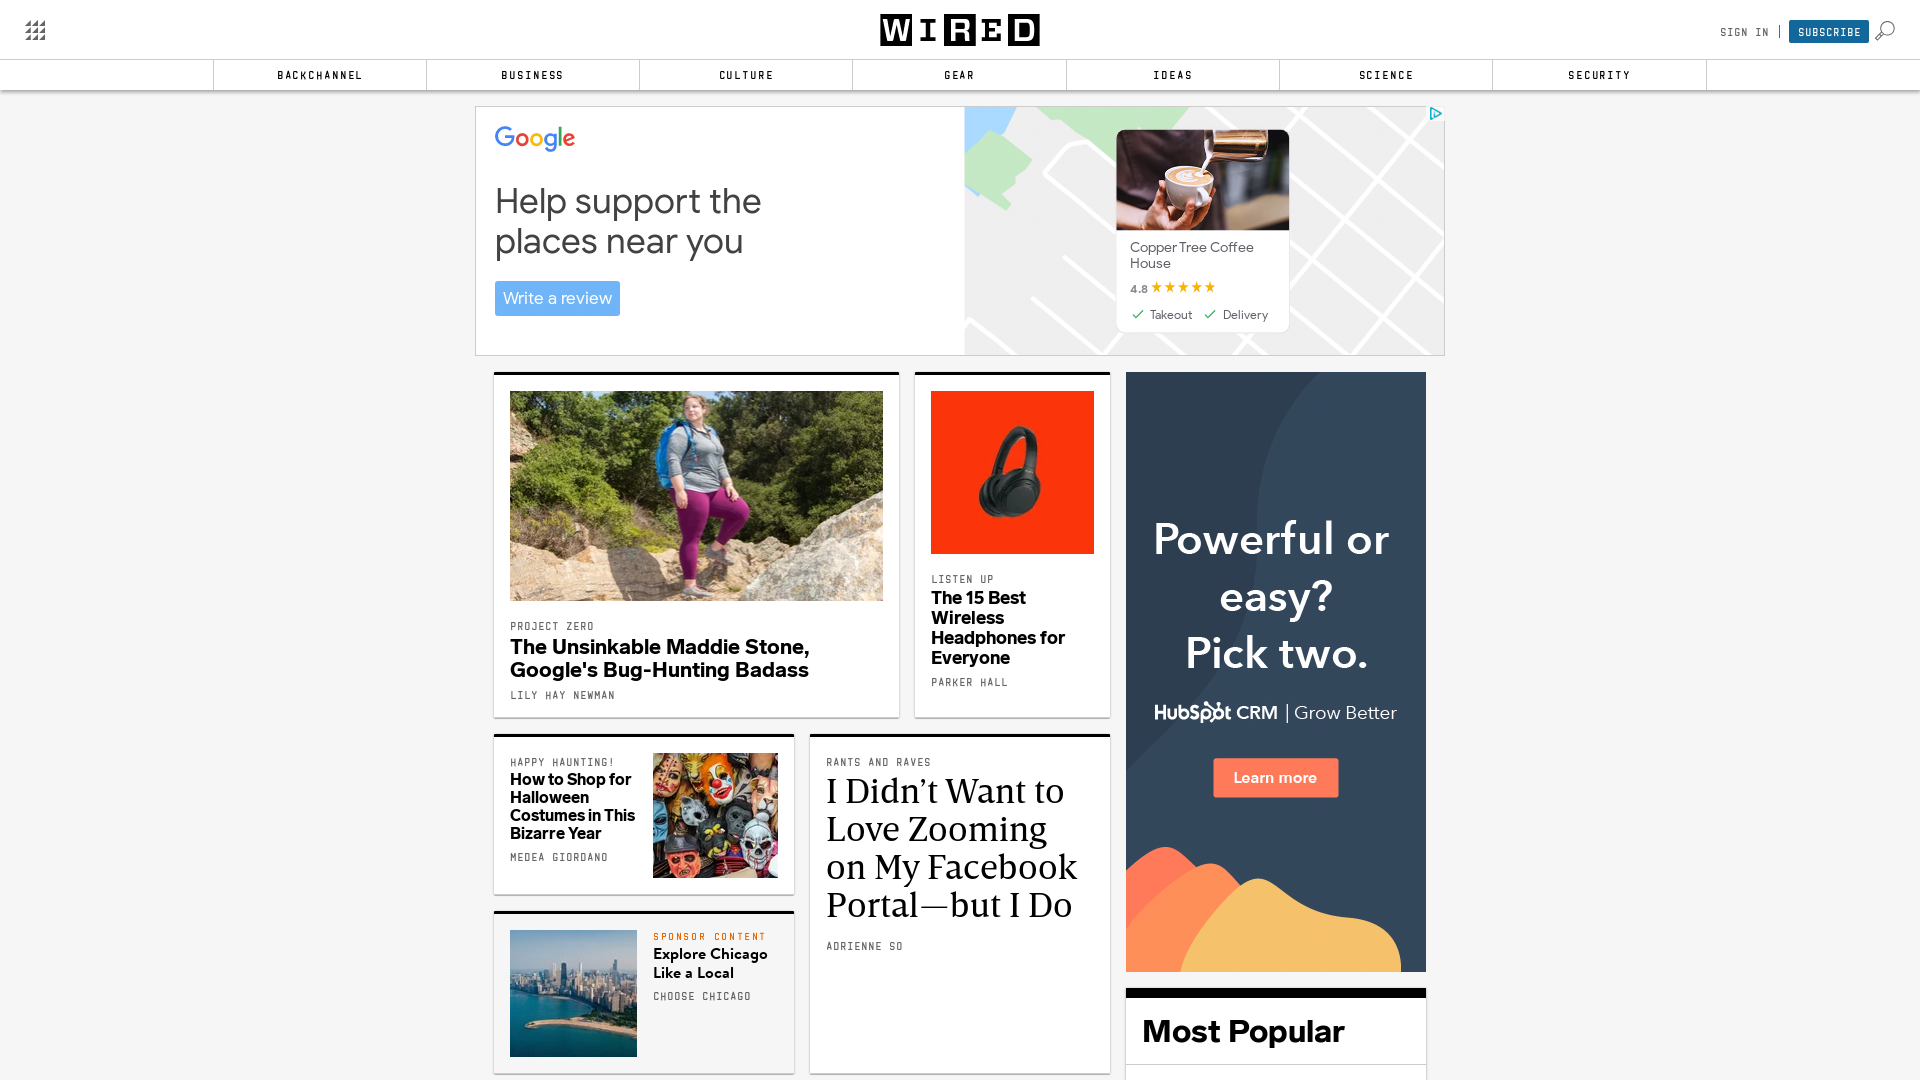 WIRED
SIGN IN
SUBSCRIBE
BACKCHANNEL
BUSINESS
CULTURE
GEAR
IDEAS
SCIENCE
SECURITY
Google
Help support the
places near you
Write a review
Copper Tree Coffee
House
4.8
Takeout
Delivery
PROJECT ZERO
The Unsinkable Maddie Stone,
Google's Bug-Hunting Badass
LILY HAY NEWMAN
LISTEN UP
The 15 Best
Wireless
Headphones for
Everyone
PARKER HALL
Powerful or
easy?
Pick two.
HubSpot CRM | Grow Better
Learn more
HAPPY HAUNTING!
How to Shop for
Halloween
Costumes in This
Bizarre Year
MEDEA GIORDANO
RANTS AND RAVES
I Didn’t Want to
Love Zooming
on My Facebook
Portal—but I Do
ADRIENNE SO
SPONSOR CONTENT
Explore Chicago
Like a Local
CHOOSE CHICAGO
Most Popular